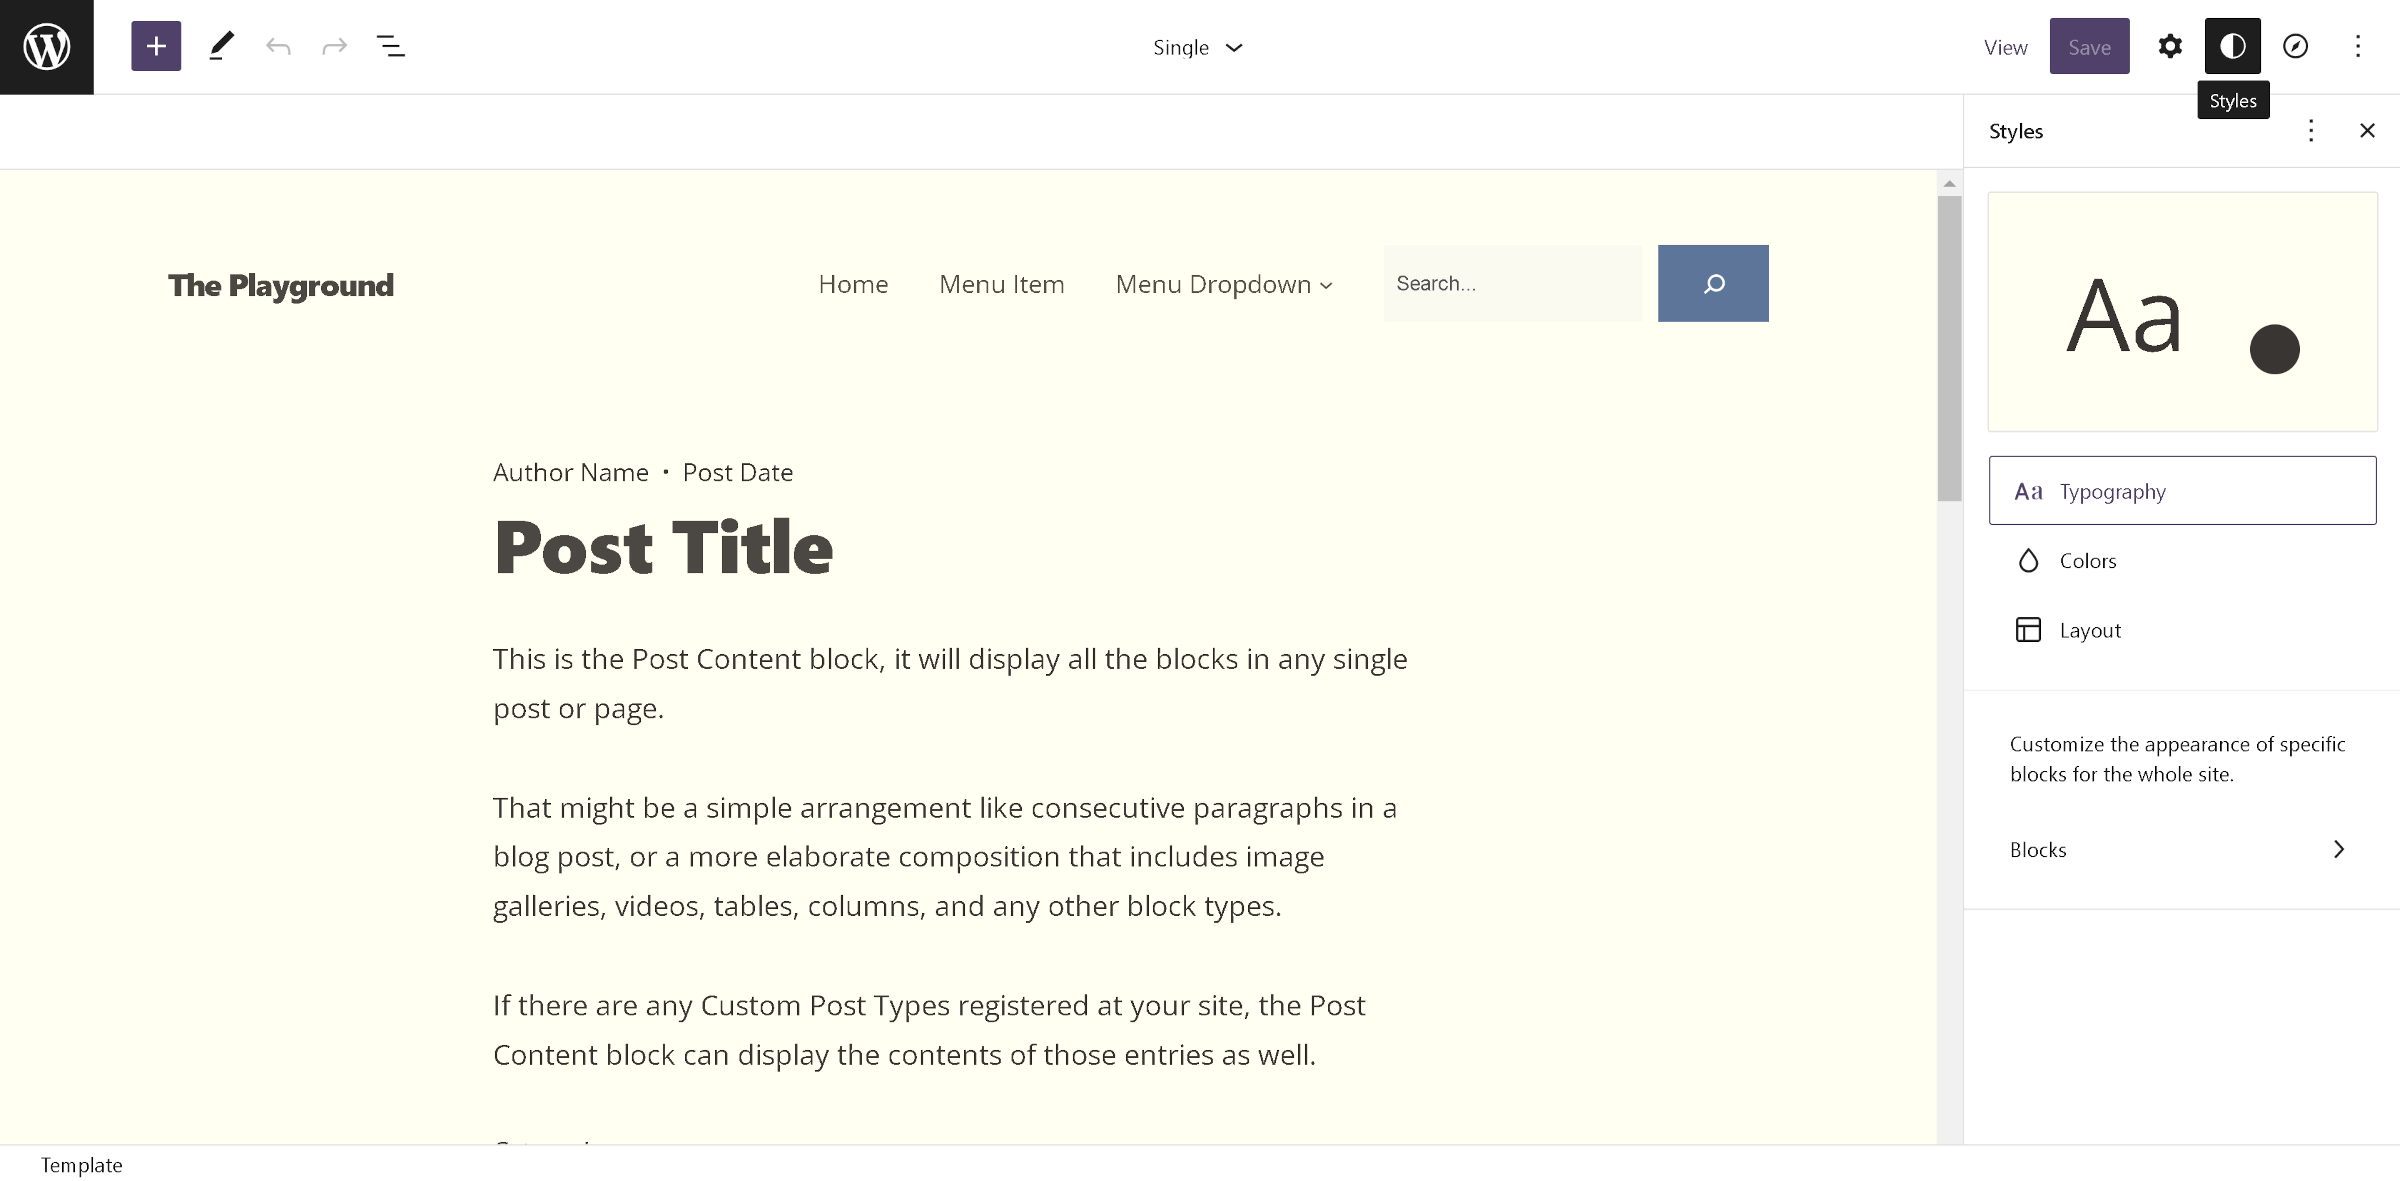 Single
View
Save
Styles
Styles
The Playground
Home
Menu Item
Menu Dropdown
Search...
Author Name • Post Date
Post Title
This is the Post Content block, it will display all the blocks in any single
post or page.
That might be a simple arrangement like consecutive paragraphs in a
blog post, or a more elaborate composition that includes image
galleries, videos, tables, columns, and any other block types.
If there are any Custom Post Types registered at your site, the Post
Content block can display the contents of those entries as well.
Aa
Aa Typography
Colors
Layout
Customize the appearance of specific
blocks for the whole site.
Blocks
Template